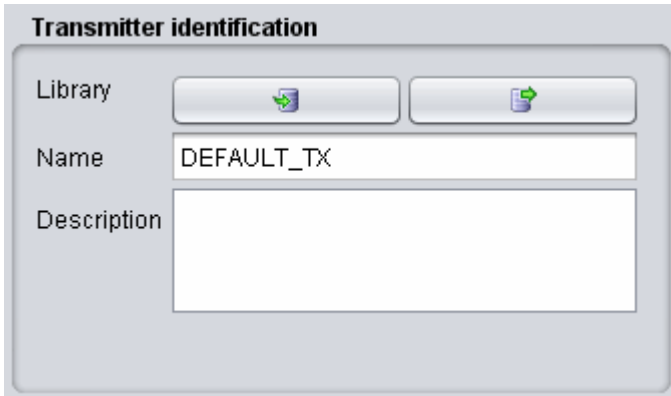 Transmitter identification
Library
Name DEFAULT_TX
Description